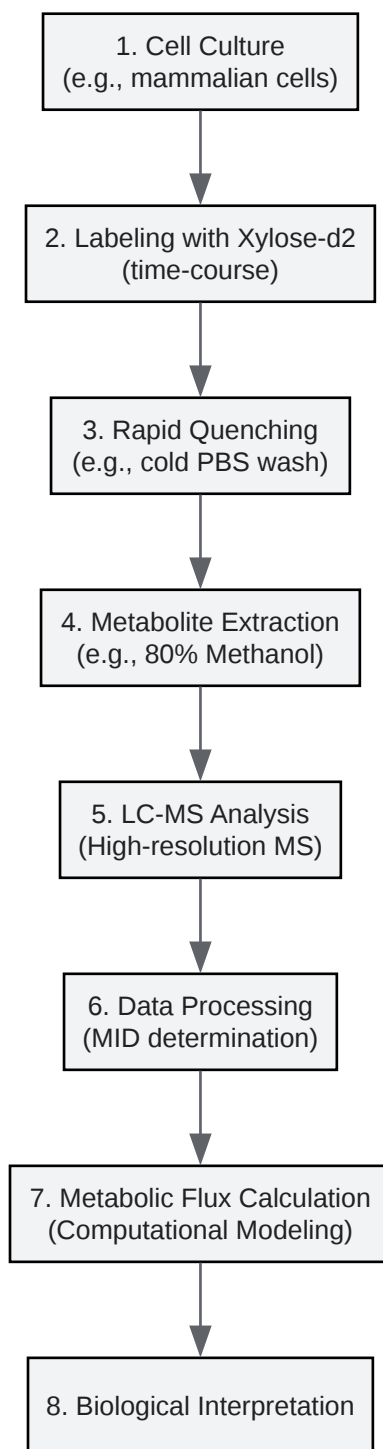 1. Cell Culture
(e.g., mammalian cells)
2. Labeling with Xylose-d2
(time-course)
3. Rapid Quenching
(e.g., cold PBS wash)
4. Metabolite Extraction
(e.g., 80% Methanol)
5. LC-MS Analysis
(High-resolution MS)
6. Data Processing
(MID determination)
7. Metabolic Flux Calculation
(Computational Modeling)
8. Biological Interpretation